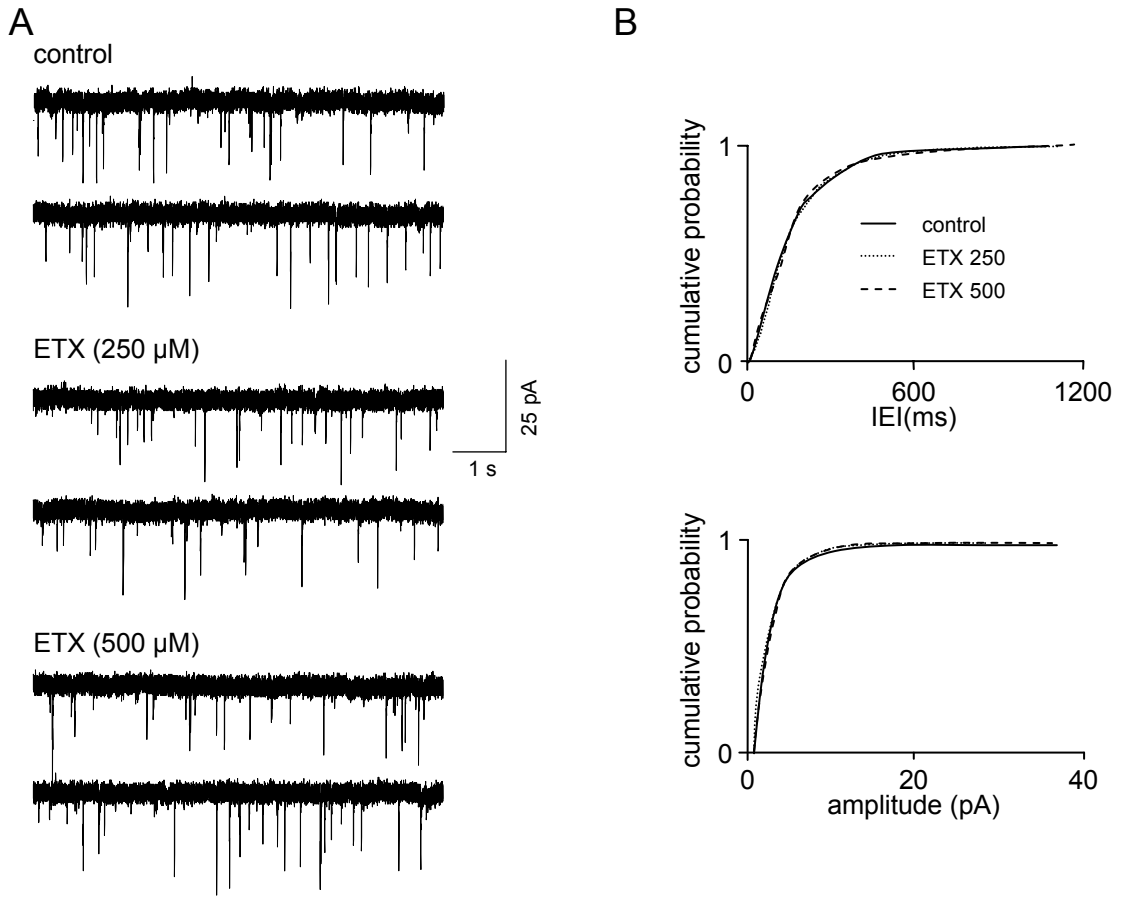 A
control
ETX (250 µM)
25 pA
1 s
ETX (500 µM)
B
cumulative probability
1
0
control
ETX 250
ETX 500
0
600
1200
IEI(ms)
cumulative probability
1
0
0
20
40
amplitude (pA)